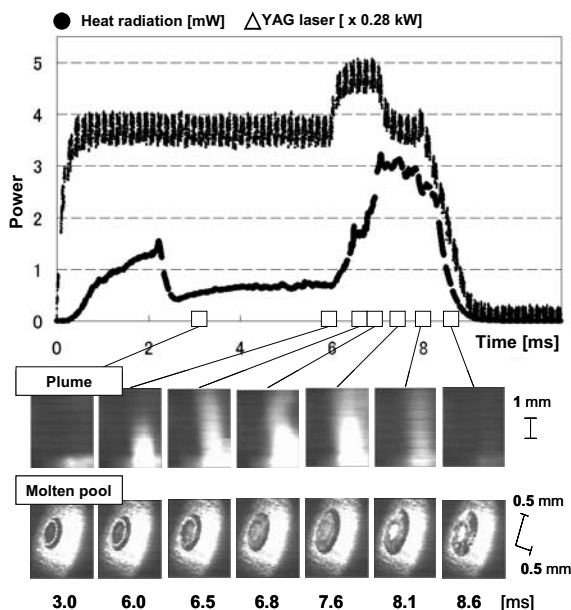 ● Heat radiation [mW] △YAG laser [ x 0.28 kW]
5
4
3
2
1
0
Power
0 2 4 6 8 Time [ms]
Plume
1 mm
Molten pool
0.5 mm
0.5 mm
3.0 6.0 6.5 6.8 7.6 8.1 8.6 [ms]